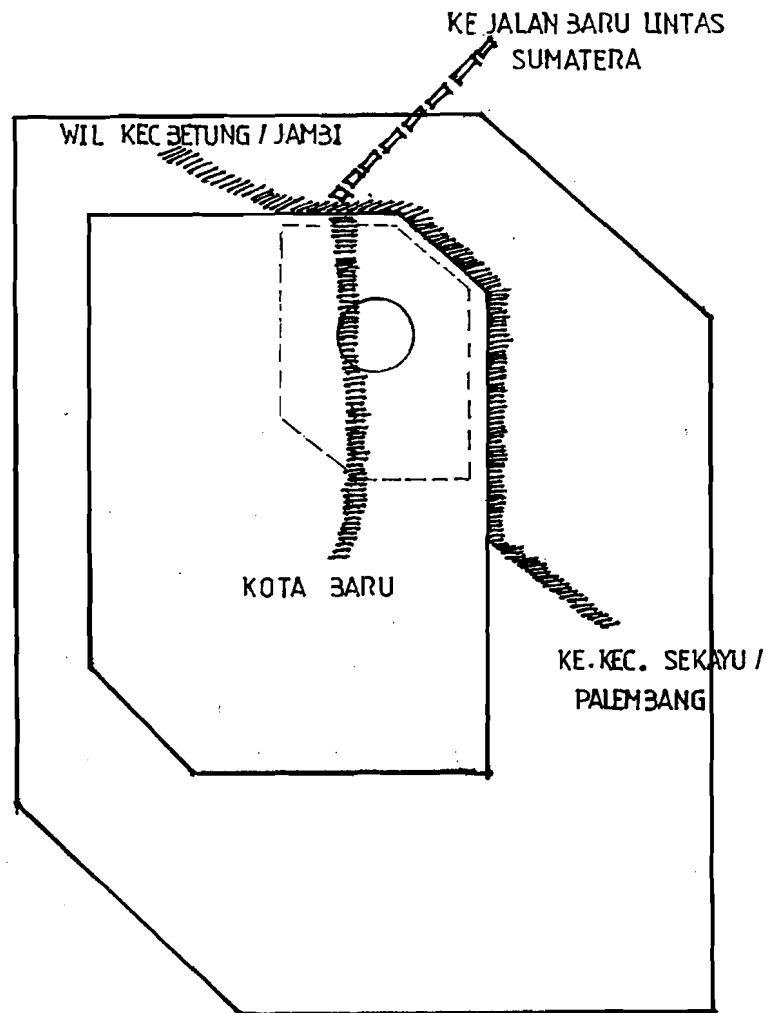 KE JALAN BARU LINTAS
SUMATERA
WIL KEC BETUNG / JAMBI
KOTA BARU
KE.KEC. SEKAYU /
PALEMBANG